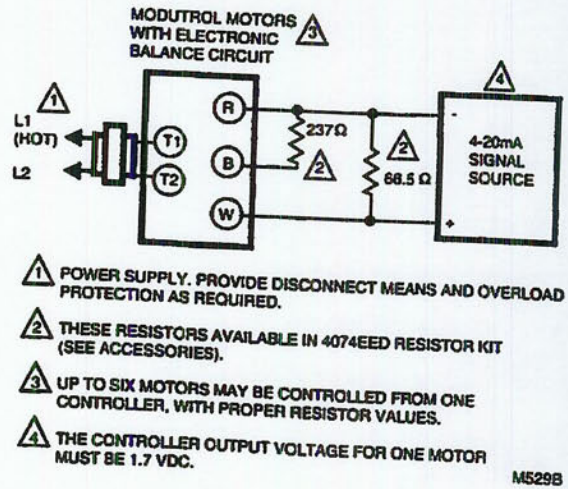 MODUTROL MOTORS
WITH ELECTRONIC
BALANCE CIRCUIT
3
1
4
L1
(HOT)
L2
T1
T2
R
B
W
237Ω
2
2
66.5 Ω
-
4-20mA
SIGNAL
SOURCE
+
1 POWER SUPPLY. PROVIDE DISCONNECT MEANS AND OVERLOAD
PROTECTION AS REQUIRED.
2 THESE RESISTORS AVAILABLE IN 4074EED RESISTOR KIT
(SEE ACCESSORIES).
3 UP TO SIX MOTORS MAY BE CONTROLLED FROM ONE
CONTROLLER, WITH PROPER RESISTOR VALUES.
4 THE CONTROLLER OUTPUT VOLTAGE FOR ONE MOTOR
MUST BE 1.7 VDC.
M529B